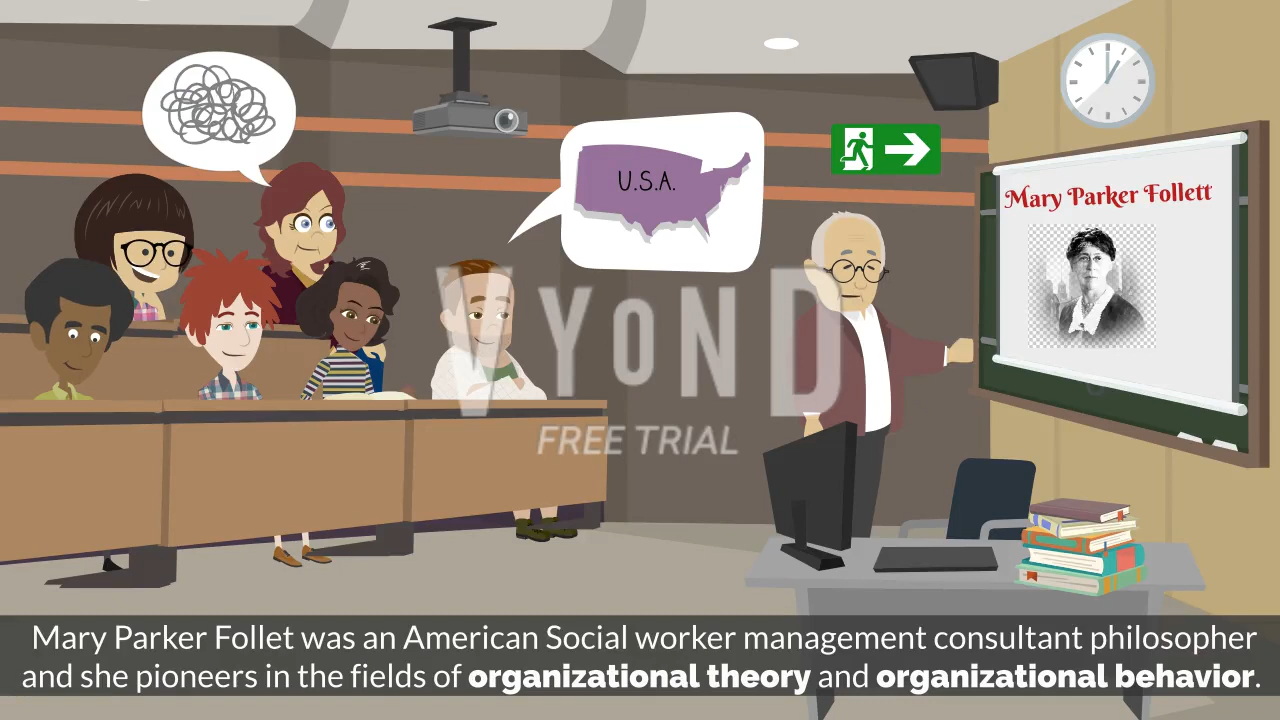 U.S.A.
Mary Parker Follett
VYOND
FREE TRIAL
Mary Parker Follet was an American Social worker management consultant philosopher
and she pioneers in the fields of organizational theory and organizational behavior.